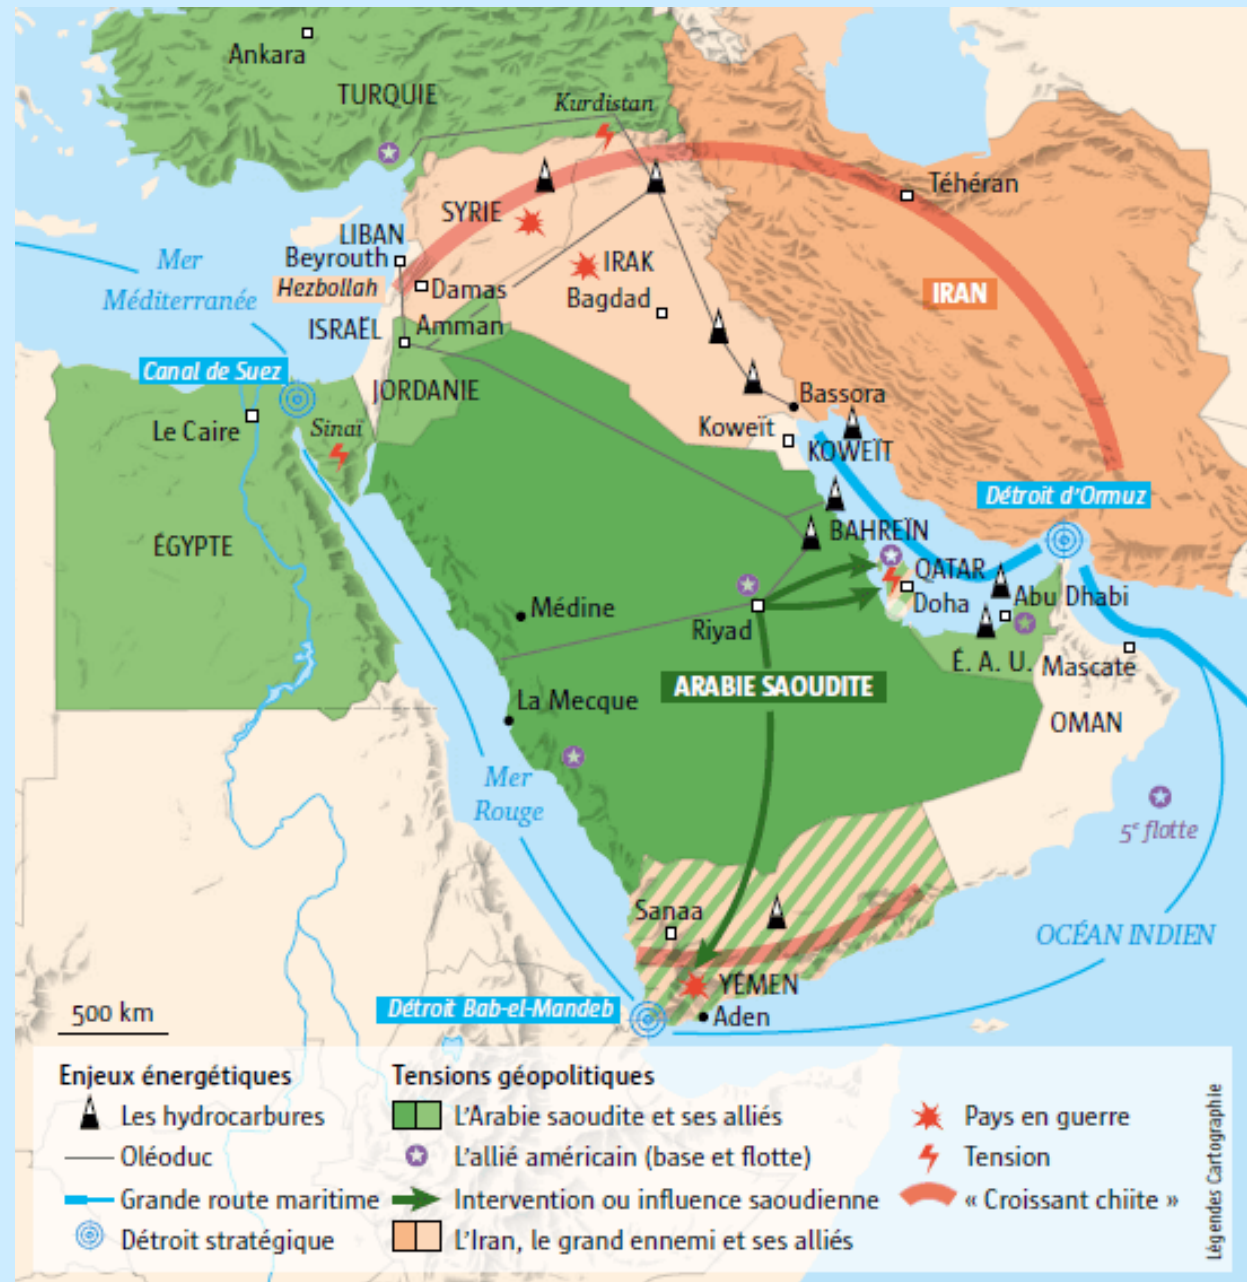 Ankara
TURQUIE
Kurdistan
Téhéran
SYRIE
LIBAN
Beyrouth
Hezbollah
Damas
IRAK
Bagdad
IRAN
Mer
Méditerranée
ISRAËL
Amman
Canal de Suez
JORDANIE
Bassora
Le Caire
Sinaï
Koweït
KOWEÏT
Détroit d'Ormuz
ÉGYPTE
BAHREÏN
QATAR
Doha
Abu Dhabi
Médine
Riyad
É. A. U.
Mascate
ARABIE SAOUDITE
La Mecque
OMAN
Mer
Rouge
5e flotte
Sanaa
OCÉAN INDIEN
YÉMEN
Détroit Bab-el-Mandeb
Aden
500 km
Enjeux énergétiques
Les hydrocarbures
Oléoduc
Grande route maritime
Détroit stratégique
Tensions géopolitiques
L'Arabie saoudite et ses alliés
L'allié américain (base et flotte)
Intervention ou influence saoudienne
L'Iran, le grand ennemi et ses alliés
Pays en guerre
Tension
« Croissant chiite »
Légendes Cartographie